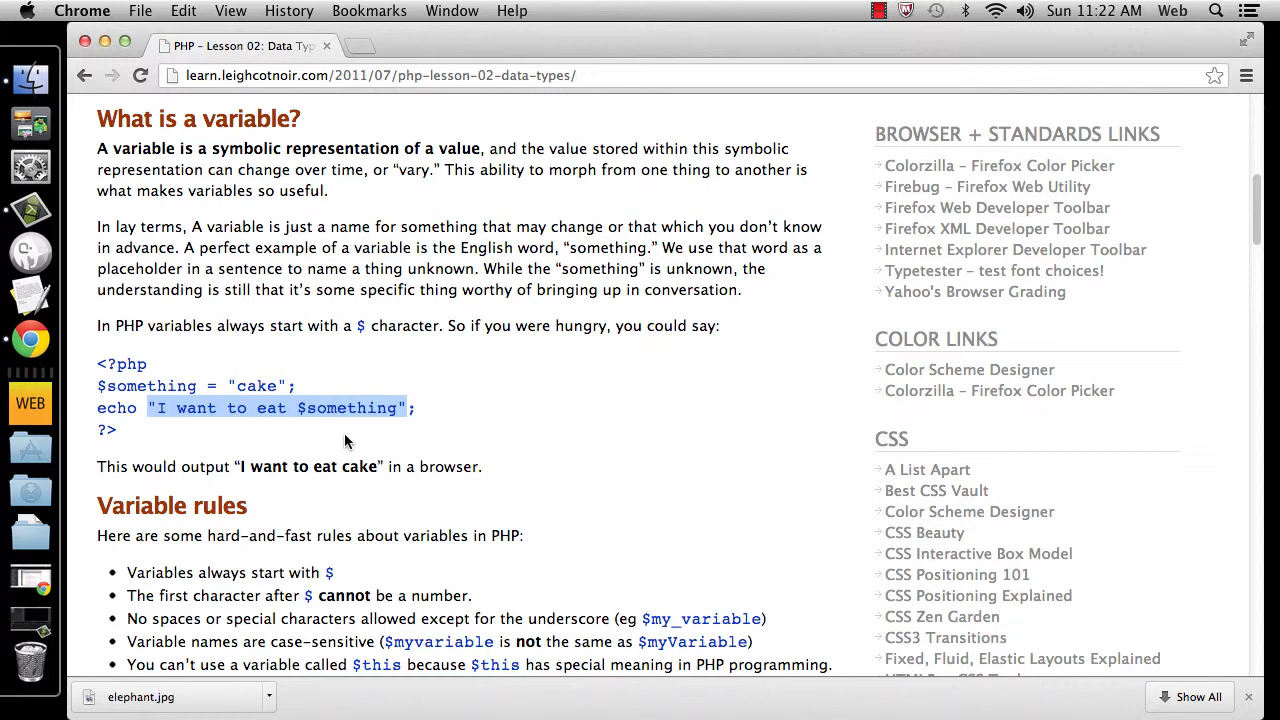 Chrome File Edit View History Bookmarks Window Help Sun 11:22 AM Web
PHP – Lesson 02: Data Typ
learn.leighcotnoir.com/2011/07/php-lesson-02-data-types/
What is a variable?
A variable is a symbolic representation of a value, and the value stored within this symbolic
representation can change over time, or “vary.” This ability to morph from one thing to another is
what makes variables so useful.
In lay terms, A variable is just a name for something that may change or that which you don’t know
in advance. A perfect example of a variable is the English word, “something.” We use that word as a
placeholder in a sentence to name a thing unknown. While the “something” is unknown, the
understanding is still that it’s some specific thing worthy of bringing up in conversation.
In PHP variables always start with a $ character. So if you were hungry, you could say:
<?php
$something = "cake";
echo "I want to eat $something";
?>
This would output “I want to eat cake” in a browser.
Variable rules
Here are some hard-and-fast rules about variables in PHP:
• Variables always start with $
• The first character after $ cannot be a number.
• No spaces or special characters allowed except for the underscore (eg $my_variable)
• Variable names are case-sensitive ($myvariable is not the same as $myVariable)
• You can't use a variable called $this because $this has special meaning in PHP programming.
BROWSER + STANDARDS LINKS
Colorzilla – Firefox Color Picker
Firebug – Firefox Web Utility
Firefox Web Developer Toolbar
Firefox XML Developer Toolbar
Internet Explorer Developer Toolbar
Typetester – test font choices!
Yahoo's Browser Grading
COLOR LINKS
Color Scheme Designer
Colorzilla – Firefox Color Picker
CSS
A List Apart
Best CSS Vault
Color Scheme Designer
CSS Beauty
CSS Interactive Box Model
CSS Positioning 101
CSS Positioning Explained
CSS Zen Garden
CSS3 Transitions
Fixed, Fluid, Elastic Layouts Explained
WEB
elephant.jpg
Show All